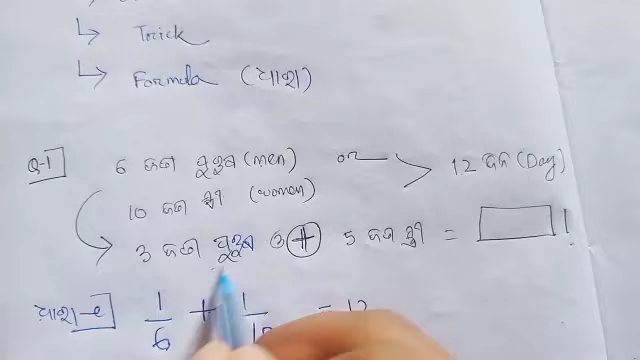 ↳ Trick
↳ Formula (ଯାହା)
Q-1] 6 ଜଣ ପୁରୁଷ (men) or > 12 ଦିନ (Day)
10 ଜଣ ସ୍ତ୍ରୀ (women)
3 ଜଣ ପୁରୁଷ ଓ + 5 ଜଣ ସ୍ତ୍ରୀ = !
1/6 + 1/10 = 12